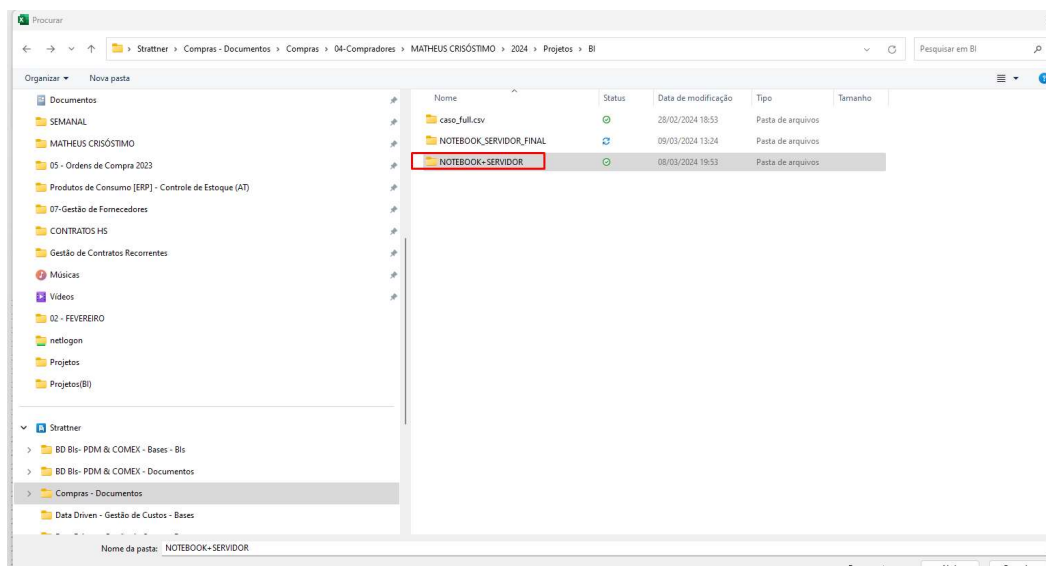 Procurar
Strattner > Compras - Documentos > Compras > 04-Compradores > MATHEUS CRISÓSTIMO > 2024 > Projetos > BI
Pesquisar em BI
Organizar
Nova pasta
Nome
Status
Data de modificação
Tipo
Tamanho
Documentos
SEMANAL
MATHEUS CRISÓSTIMO
05 - Ordens de Compra 2023
Produtos de Consumo [ERP] - Controle de Estoque (AT)
07-Gestão de Fornecedores
CONTRATOS HS
Gestão de Contratos Recorrentes
Músicas
Vídeos
02 - FEVEREIRO
netlogon
Projetos
Projetos(BI)
caso_full.csv 28/02/2024 18:53 Pasta de arquivos
NOTEBOOK_SERVIDOR_FINAL 09/03/2024 13:24 Pasta de arquivos
NOTEBOOK+SERVIDOR 08/03/2024 19:53 Pasta de arquivos
Strattner
BD BIs- PDM & COMEX - Bases - BIs
BD BIs- PDM & COMEX - Documentos
Compras - Documentos
Data Driven - Gestão de Custos - Bases
Nome da pasta: NOTEBOOK+SERVIDOR